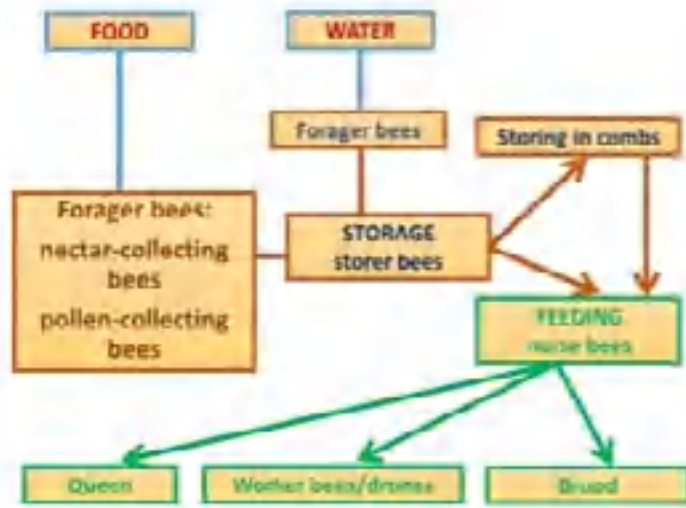 FOOD
WATER
Forager bees
Storing in combs
Forager bees:
nectar-collecting
bees
pollen-collecting
bees
STORAGE
storer bees
FEEDING
nurse bees
Queen
Worker bees/drones
Brood